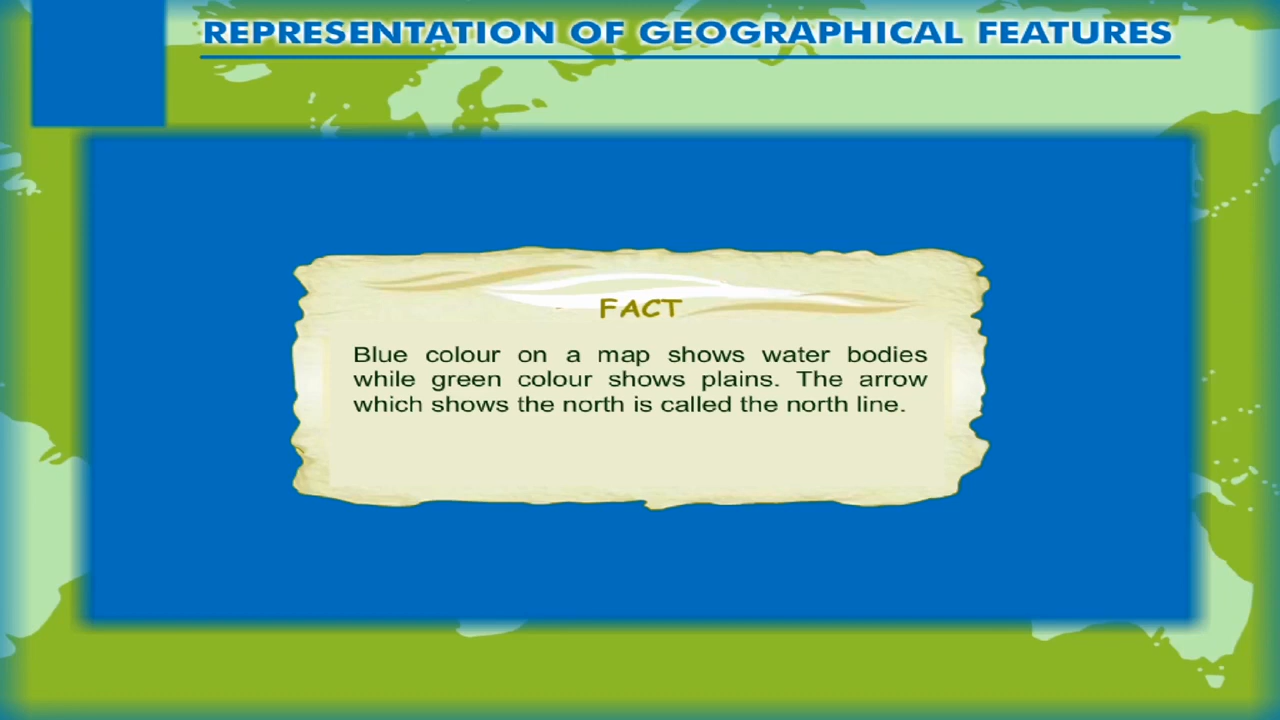 REPRESENTATION OF GEOGRAPHICAL FEATURES
FACT
Blue colour on a map shows water bodies
while green colour shows plains. The arrow
which shows the north is called the north line.